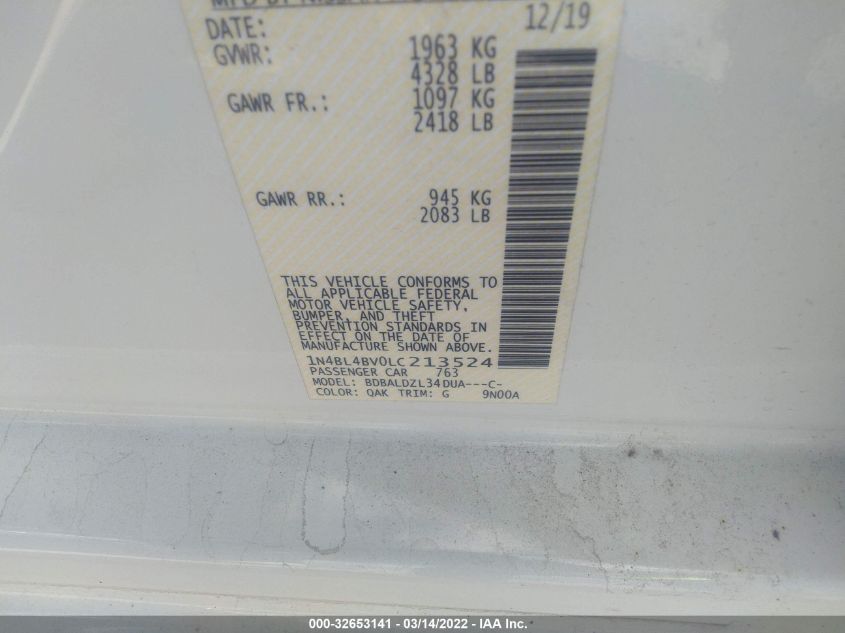 DATE: 12/19
GVWR: 1963 KG
4328 LB
GAWR FR.: 1097 KG
2418 LB
GAWR RR.: 945 KG
2083 LB
THIS VEHICLE CONFORMS TO
ALL APPLICABLE FEDERAL
MOTOR VEHICLE SAFETY,
BUMPER, AND THEFT
PREVENTION STANDARDS IN
EFFECT ON THE DATE OF
MANUFACTURE SHOWN ABOVE.
1N4BL4BV0LC213524
PASSENGER CAR 763
MODEL: BDBALDZL34DUA---C-
COLOR: QAK TRIM: G 9N00A
000-32653141 - 03/14/2022 - IAA Inc.